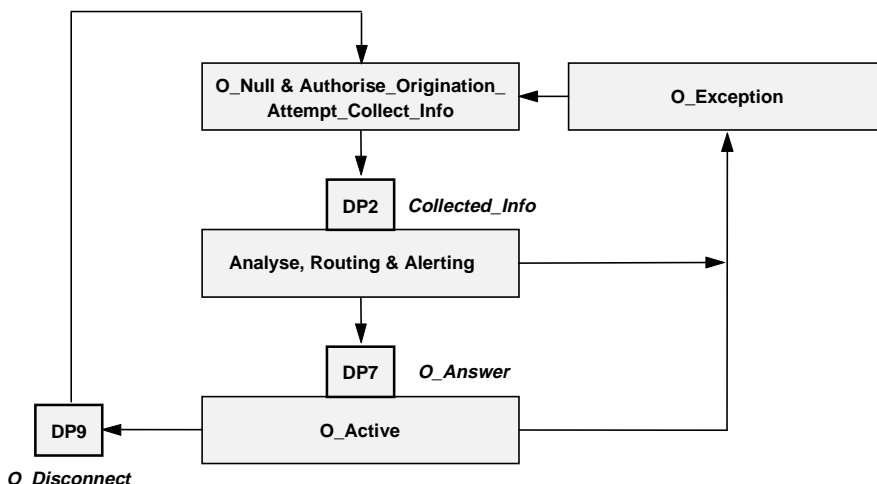 O_Null & Authorise_Origination_
Attempt_Collect_Info
O_Exception
DP2
Collected_Info
Analyse, Routing & Alerting
DP7
O_Answer
DP9
O_Active
O_Disconnect